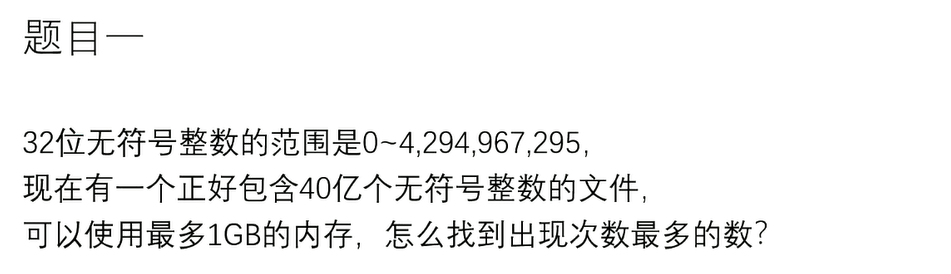 题目一
32位无符号整数的范围是0~4,294,967,295,
现在有一个正好包含40亿个无符号整数的文件,
可以使用最多1GB的内存，怎么找到出现次数最多的数?